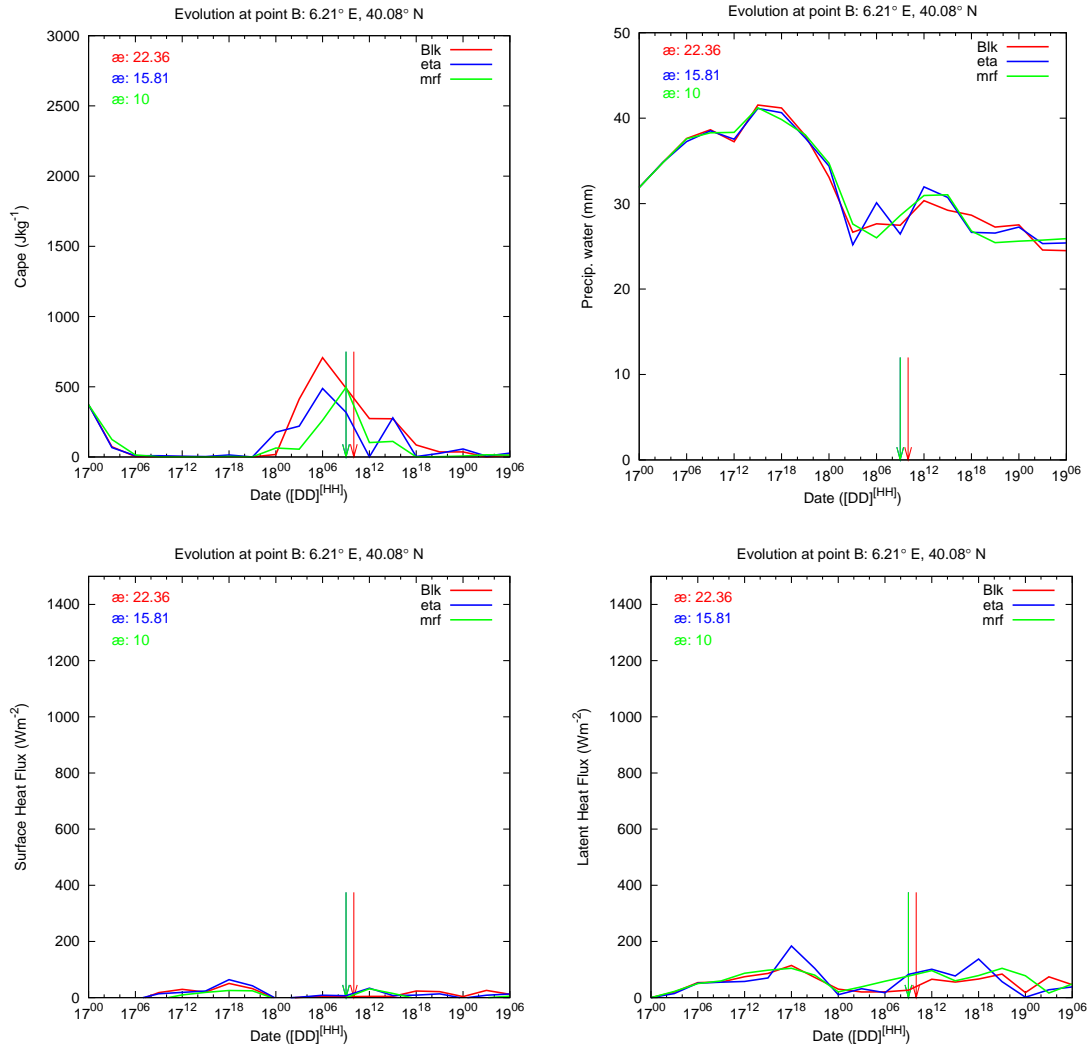 Evolution at point B: 6.21° E, 40.08° N
3000
2500
2000
1500
1000
500
0
Cape (Jkg-1)
æ: 22.36
æ: 15.81
æ: 10
Blk
eta
mrf
17^00 17^06 17^12 17^18 18^00 18^06 18^12 18^18 19^00 19^06
Date ([DD]^[HH])
Evolution at point B: 6.21° E, 40.08° N
50
40
30
20
10
0
Precip. water (mm)
æ: 22.36
æ: 15.81
æ: 10
Blk
eta
mrf
17^00 17^06 17^12 17^18 18^00 18^06 18^12 18^18 19^00 19^06
Date ([DD]^[HH])
Evolution at point B: 6.21° E, 40.08° N
1400
1200
1000
800
600
400
200
0
Surface Heat Flux (Wm-2)
æ: 22.36
æ: 15.81
æ: 10
Blk
eta
mrf
17^00 17^06 17^12 17^18 18^00 18^06 18^12 18^18 19^00 19^06
Date ([DD]^[HH])
Evolution at point B: 6.21° E, 40.08° N
1400
1200
1000
800
600
400
200
0
Latent Heat Flux (Wm-2)
æ: 22.36
æ: 15.81
æ: 10
Blk
eta
mrf
17^00 17^06 17^12 17^18 18^00 18^06 18^12 18^18 19^00 19^06
Date ([DD]^[HH])